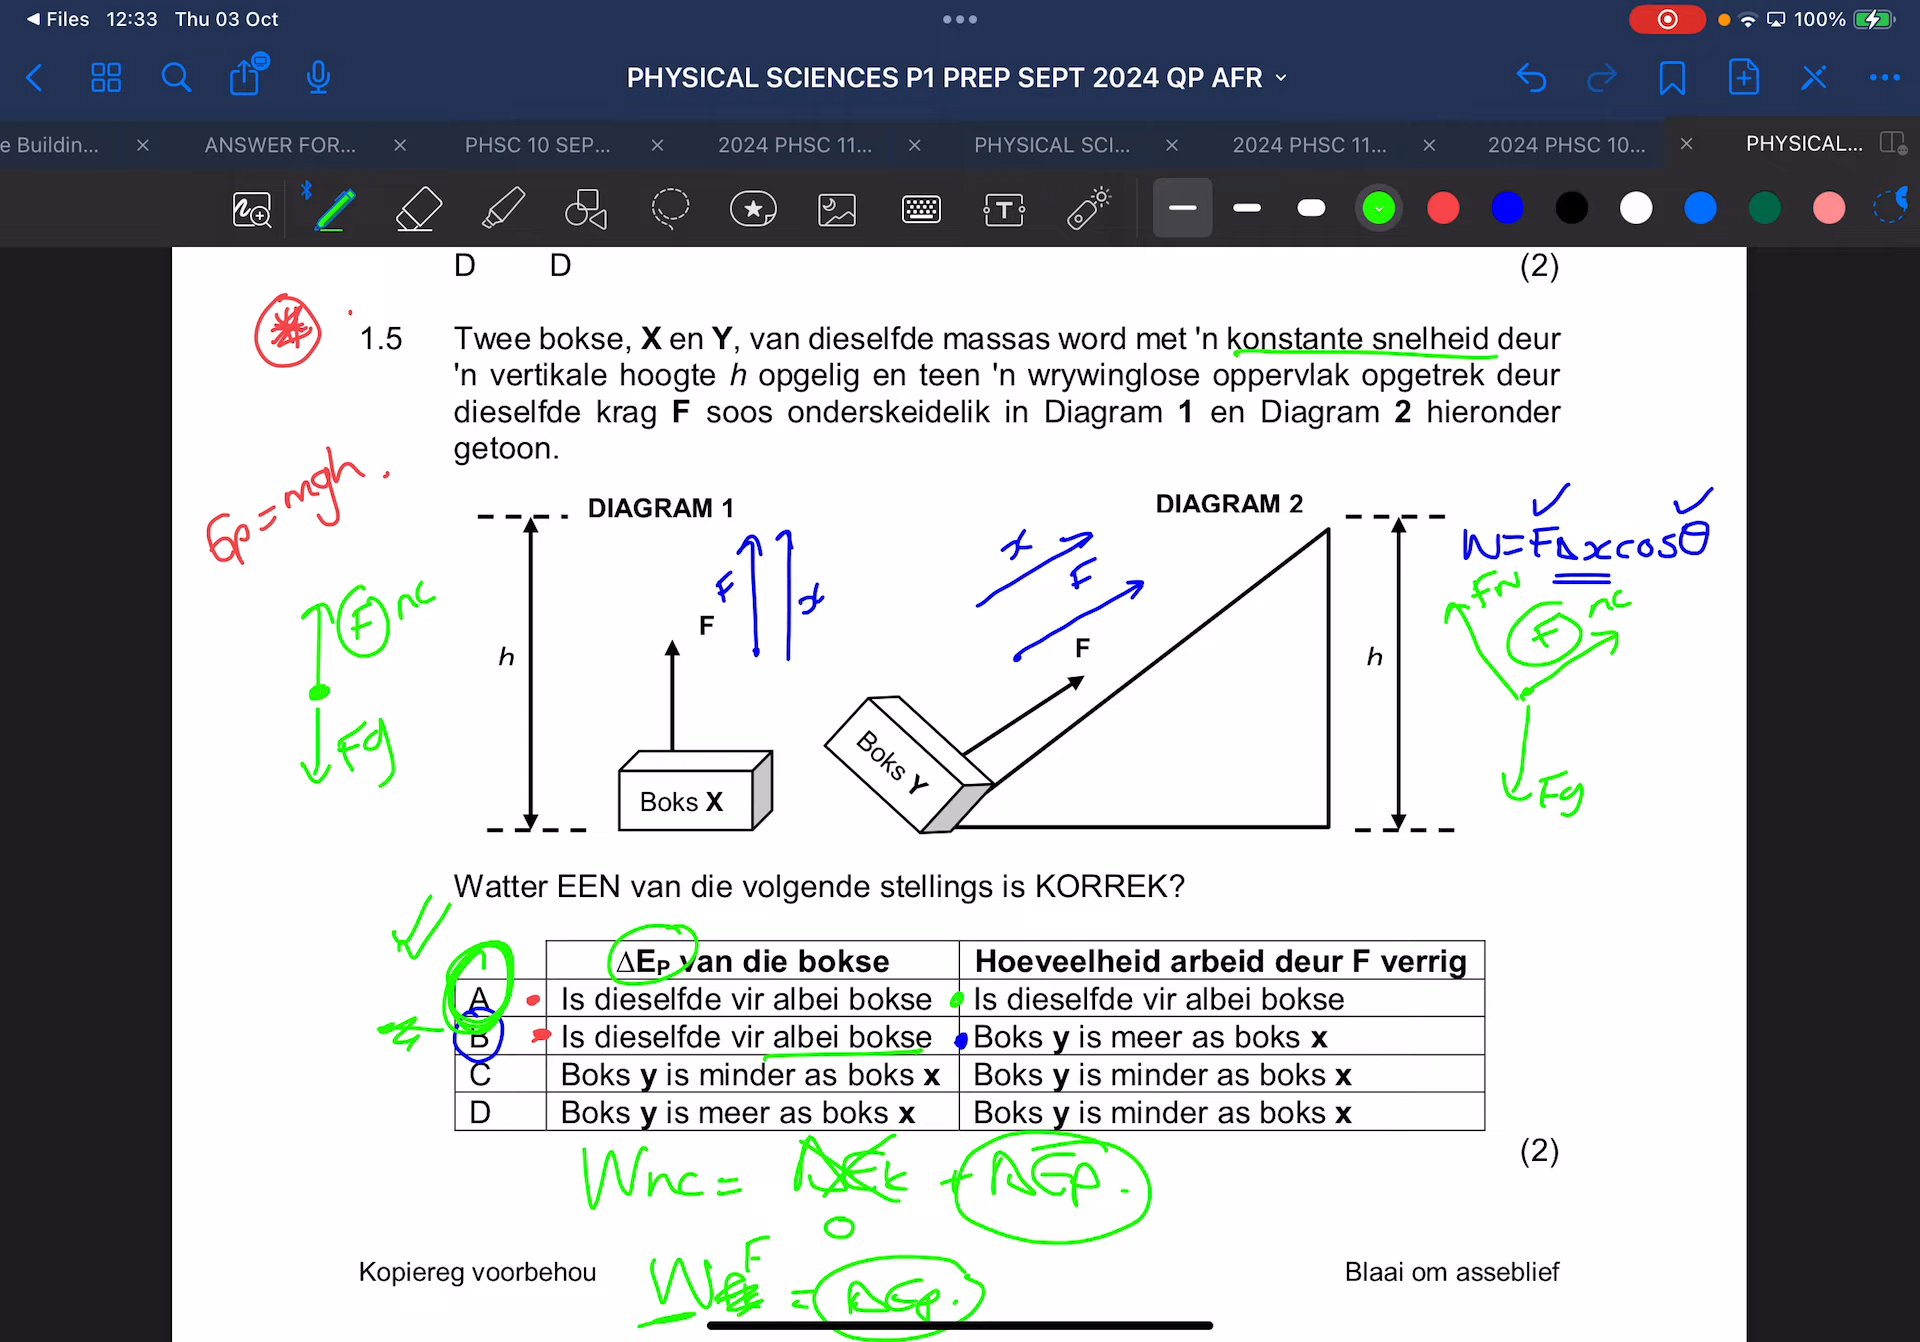 Files 12:33 Thu 03 Oct
100%
PHYSICAL SCIENCES P1 PREP SEPT 2024 QP AFR
e Buildin... ANSWER FOR... PHSC 10 SEP... 2024 PHSC 11... PHYSICAL SCI... 2024 PHSC 11... 2024 PHSC 10... PHYSICAL...
T
D D (2)
1.5 Twee bokse, X en Y, van dieselfde massas word met 'n konstante snelheid deur
'n vertikale hoogte h opgelig en teen 'n wrywinglose oppervlak opgetrek deur
dieselfde krag F soos onderskeidelik in Diagram 1 en Diagram 2 hieronder
getoon.
Ep=mgh.
DIAGRAM 1
DIAGRAM 2
W=FΔxcosθ
F x
x F
F nc
Fg
FN
F nc
Fg
h
F
Boks X
F
Boks Y
h
Watter EEN van die volgende stellings is KORREK?
ΔEP van die bokse Hoeveelheid arbeid deur F verrig
A Is dieselfde vir albei bokse Is dieselfde vir albei bokse
B Is dieselfde vir albei bokse Boks y is meer as boks x
C Boks y is minder as boks x Boks y is minder as boks x
D Boks y is meer as boks x Boks y is minder as boks x
(2)
Wnc = ΔEk + ΔEp.
0
WF = ΔEp.
Kopiereg voorbehou Blaai om asseblief